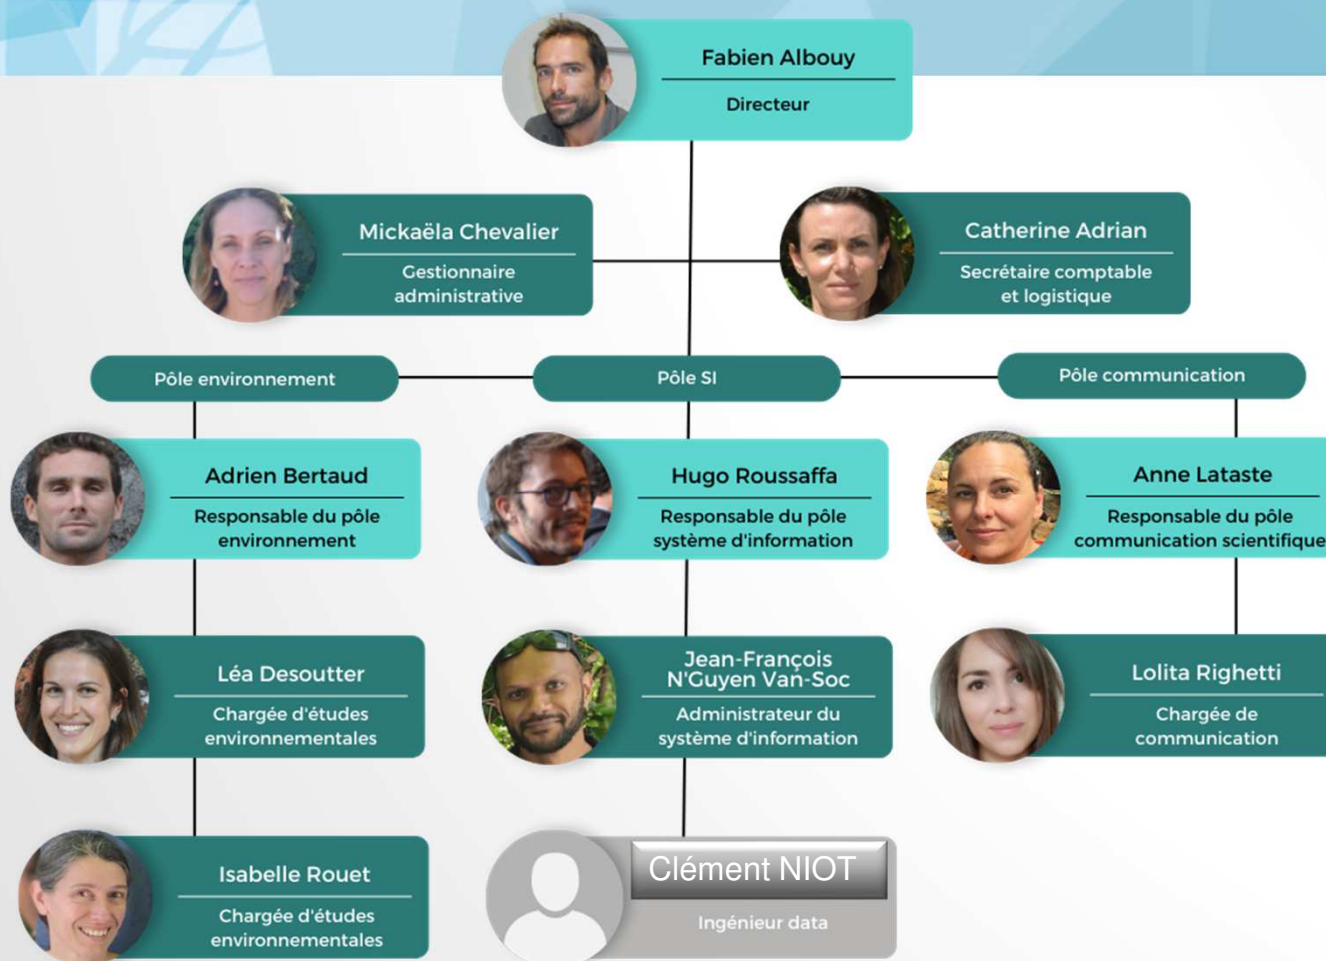 Fabien Albouy
Directeur
Mickaëla Chevalier
Gestionnaire
administrative
Catherine Adrian
Secrétaire comptable
et logistique
Pôle environnement
Pôle SI
Pôle communication
Adrien Bertaud
Responsable du pôle
environnement
Hugo Roussaffa
Responsable du pôle
système d'information
Anne Lataste
Responsable du pôle
communication scientifique
Léa Desoutter
Chargée d'études
environnementales
Jean-François
N'Guyen Van-Soc
Administrateur du
système d'information
Lolita Righetti
Chargée de
communication
Isabelle Rouet
Chargée d'études
environnementales
Clément NIOT
Ingénieur data